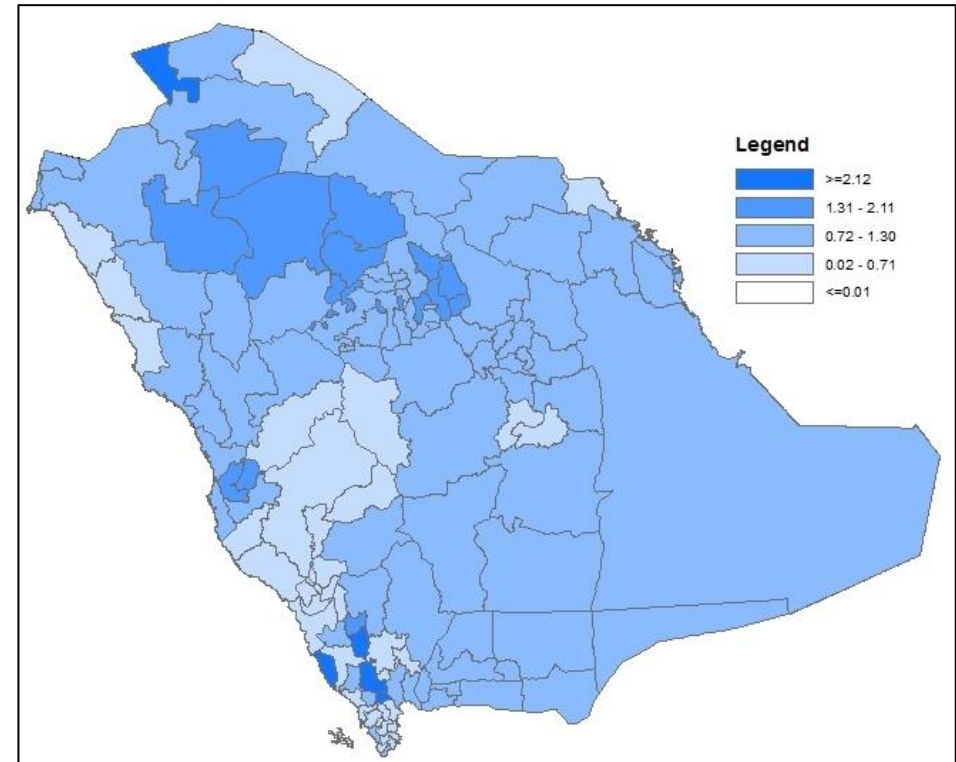 Legend
>=2.12
1.31 - 2.11
0.72 - 1.30
0.02 - 0.71
<=0.01